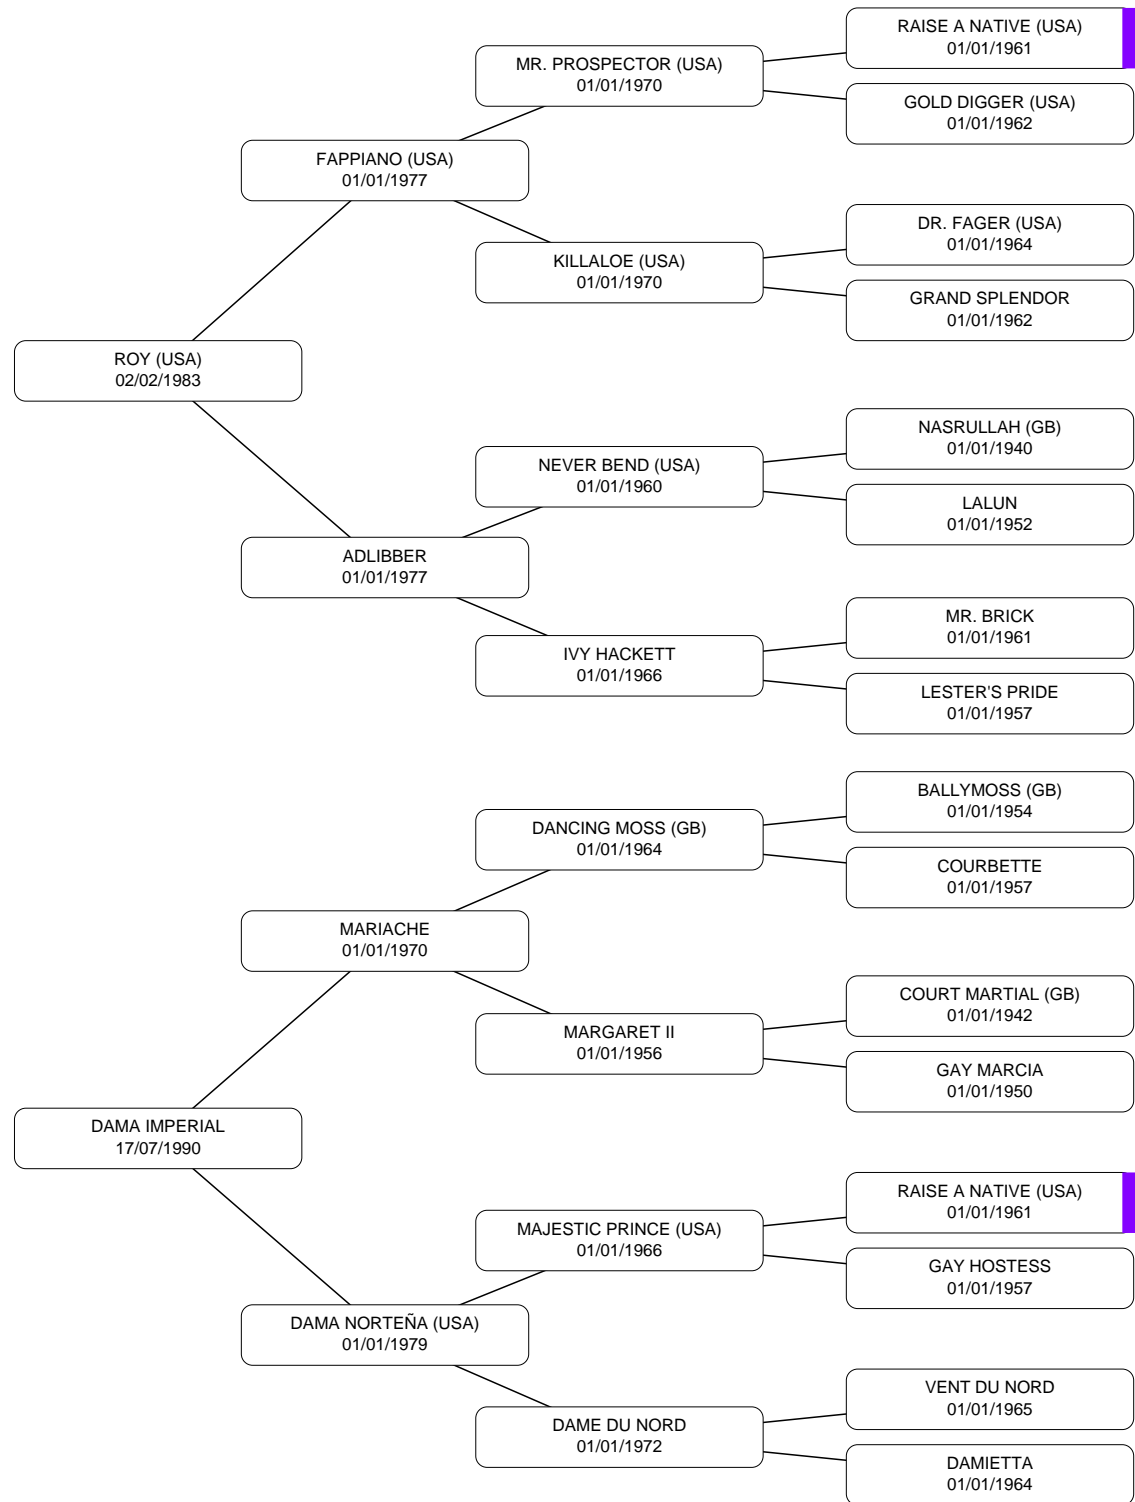 RAISE A NATIVE (USA)
01/01/1961
MR. PROSPECTOR (USA)
01/01/1970
GOLD DIGGER (USA)
01/01/1962
FAPPIANO (USA)
01/01/1977
DR. FAGER (USA)
01/01/1964
KILLALOE (USA)
01/01/1970
GRAND SPLENDOR
01/01/1962
ROY (USA)
02/02/1983
NASRULLAH (GB)
01/01/1940
NEVER BEND (USA)
01/01/1960
LALUN
01/01/1952
ADLIBBER
01/01/1977
MR. BRICK
01/01/1961
IVY HACKETT
01/01/1966
LESTER'S PRIDE
01/01/1957
BALLYMOSS (GB)
01/01/1954
DANCING MOSS (GB)
01/01/1964
COURBETTE
01/01/1957
MARIACHE
01/01/1970
COURT MARTIAL (GB)
01/01/1942
MARGARET II
01/01/1956
GAY MARCIA
01/01/1950
DAMA IMPERIAL
17/07/1990
RAISE A NATIVE (USA)
01/01/1961
MAJESTIC PRINCE (USA)
01/01/1966
GAY HOSTESS
01/01/1957
DAMA NORTEÑA (USA)
01/01/1979
VENT DU NORD
01/01/1965
DAME DU NORD
01/01/1972
DAMIETTA
01/01/1964